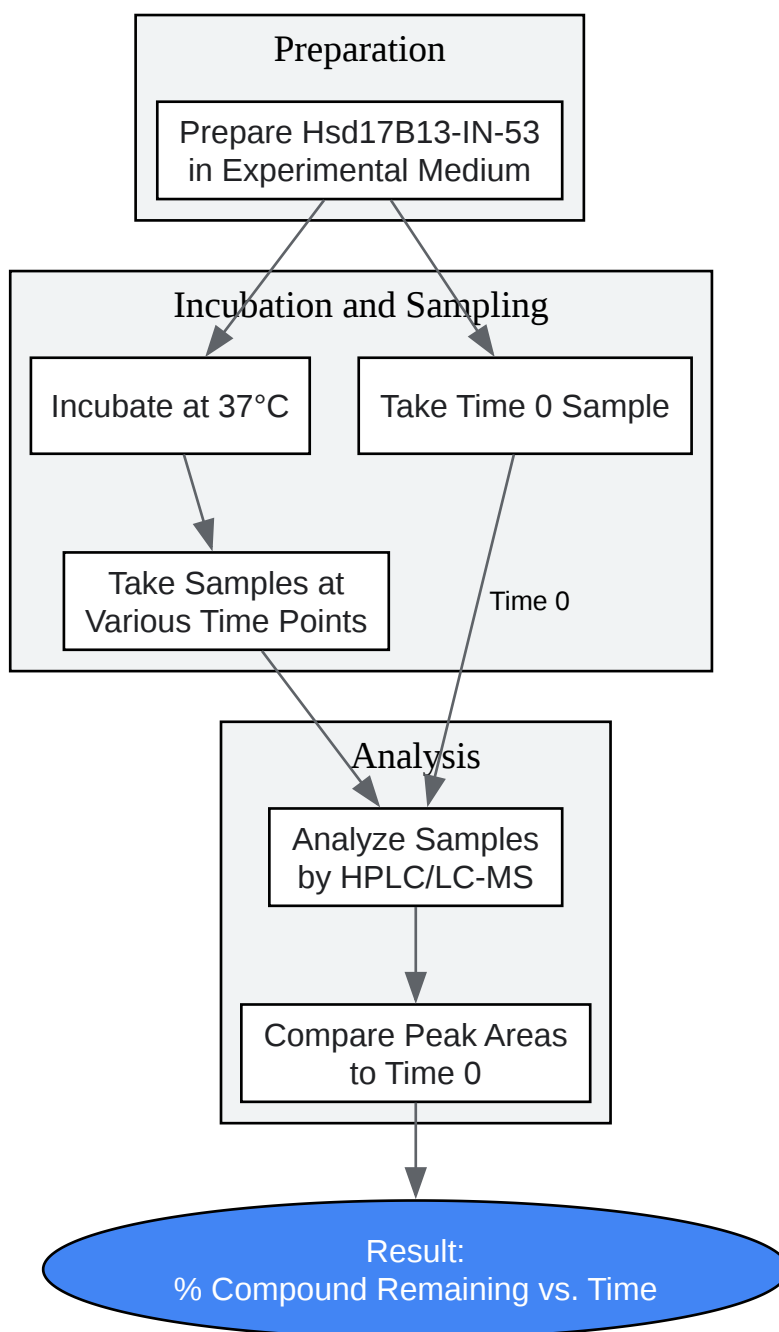 Preparation
Prepare Hsd17B13-IN-53
in Experimental Medium
Incubation and Sampling
Incubate at 37°C
Take Time 0 Sample
Take Samples at
Various Time Points
Time 0
Analysis
Analyze Samples
by HPLC/LC-MS
Compare Peak Areas
to Time 0
Result:
% Compound Remaining vs. Time